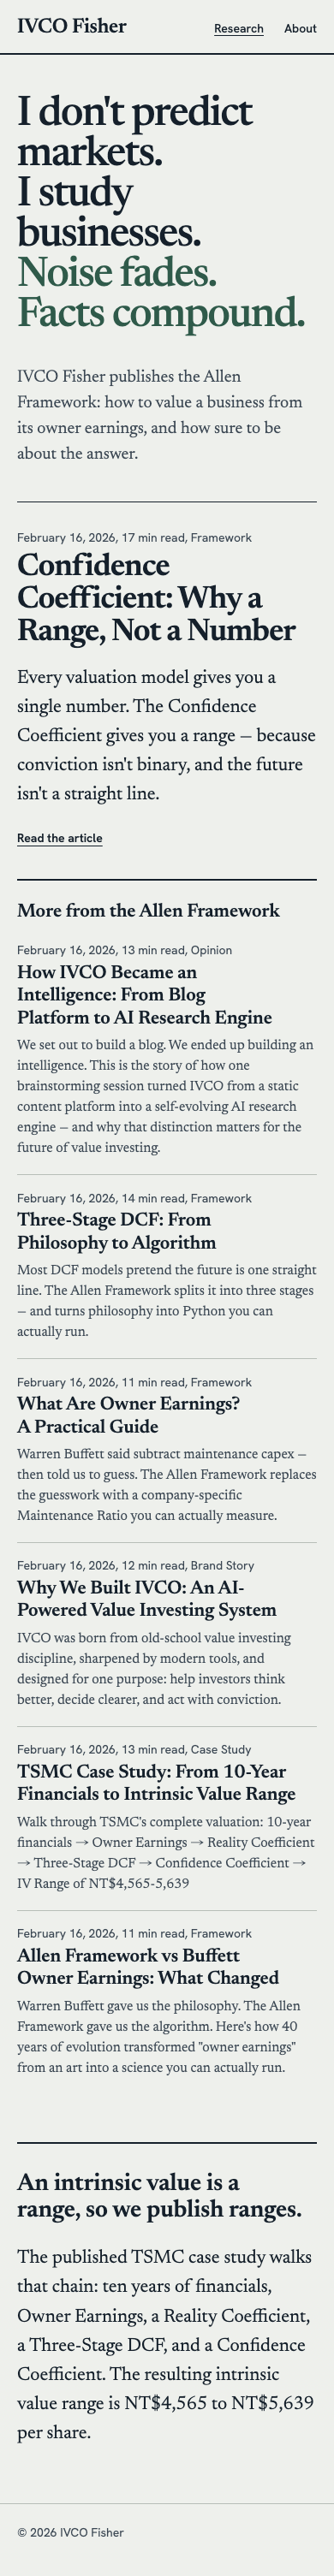 IVCO Fisher
Research
About
I don't predict
markets.
I study
businesses.
Noise fades.
Facts compound.
IVCO Fisher publishes the Allen
Framework: how to value a business from
its owner earnings, and how sure to be
about the answer.
February 16, 2026, 17 min read, Framework
Confidence
Coefficient: Why a
Range, Not a Number
Every valuation model gives you a
single number. The Confidence
Coefficient gives you a range — because
conviction isn't binary, and the future
isn't a straight line.
Read the article
More from the Allen Framework
February 16, 2026, 13 min read, Opinion
How IVCO Became an
Intelligence: From Blog
Platform to AI Research Engine
We set out to build a blog. We ended up building an
intelligence. This is the story of how one
brainstorming session turned IVCO from a static
content platform into a self-evolving AI research
engine — and why that distinction matters for the
future of value investing.
February 16, 2026, 14 min read, Framework
Three-Stage DCF: From
Philosophy to Algorithm
Most DCF models pretend the future is one straight
line. The Allen Framework splits it into three stages
— and turns philosophy into Python you can
actually run.
February 16, 2026, 11 min read, Framework
What Are Owner Earnings?
A Practical Guide
Warren Buffett said subtract maintenance capex —
then told us to guess. The Allen Framework replaces
the guesswork with a company-specific
Maintenance Ratio you can actually measure.
February 16, 2026, 12 min read, Brand Story
Why We Built IVCO: An AI-
Powered Value Investing System
IVCO was born from old-school value investing
discipline, sharpened by modern tools, and
designed for one purpose: help investors think
better, decide clearer, and act with conviction.
February 16, 2026, 13 min read, Case Study
TSMC Case Study: From 10-Year
Financials to Intrinsic Value Range
Walk through TSMC's complete valuation: 10-year
financials → Owner Earnings → Reality Coefficient
→ Three-Stage DCF → Confidence Coefficient →
IV Range of NT$4,565-5,639
February 16, 2026, 11 min read, Framework
Allen Framework vs Buffett
Owner Earnings: What Changed
Warren Buffett gave us the philosophy. The Allen
Framework gave us the algorithm. Here's how 40
years of evolution transformed "owner earnings"
from an art into a science you can actually run.
An intrinsic value is a
range, so we publish ranges.
The published TSMC case study walks
that chain: ten years of financials,
Owner Earnings, a Reality Coefficient,
a Three-Stage DCF, and a Confidence
Coefficient. The resulting intrinsic
value range is NT$4,565 to NT$5,639
per share.
© 2026 IVCO Fisher